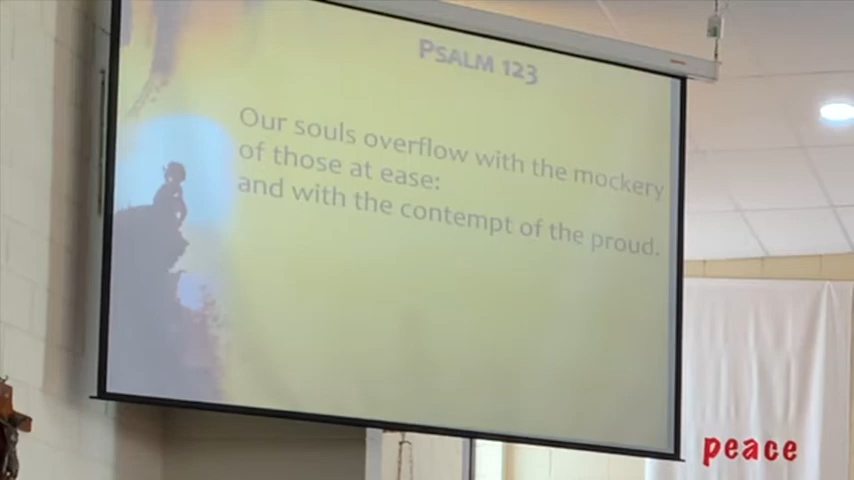 PSALM 123
Our souls overflow with the mockery
of those at ease:
and with the contempt of the proud.
peace